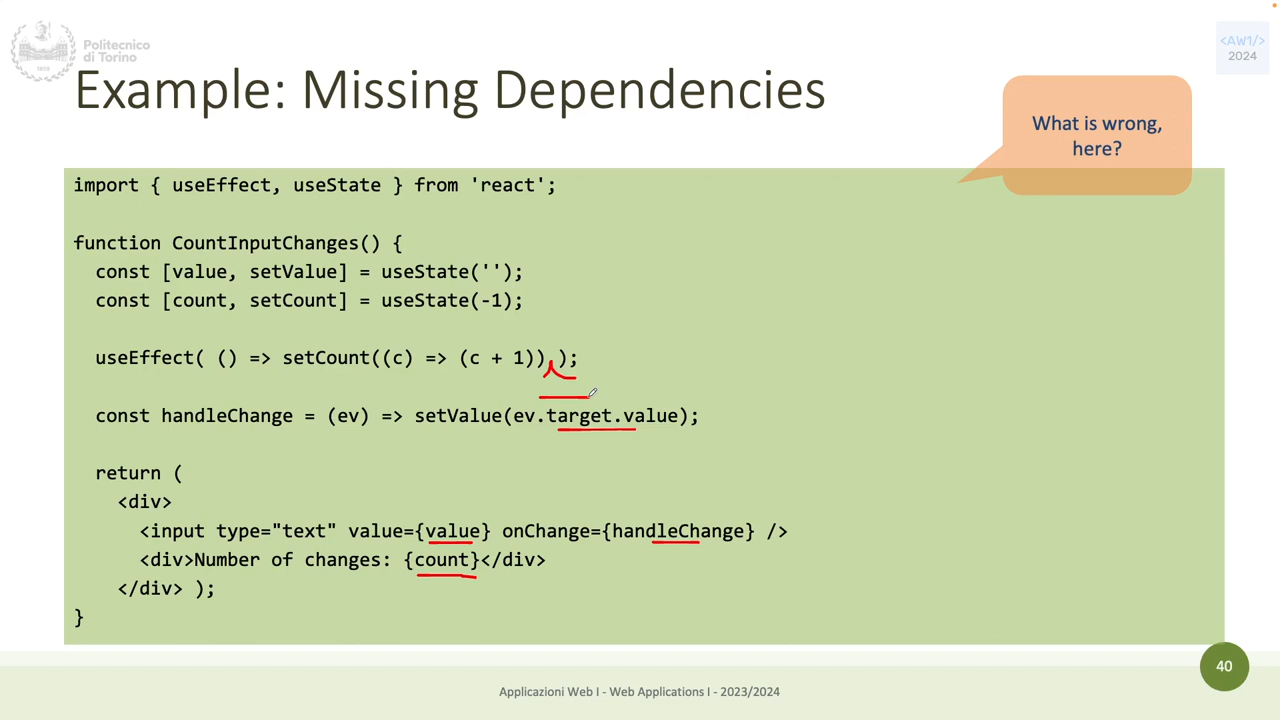 Politecnico
di Torino
1859
<AW1/>
2024
Example: Missing Dependencies
What is wrong,
here?
import { useEffect, useState } from 'react';
function CountInputChanges() {
  const [value, setValue] = useState('');
  const [count, setCount] = useState(-1);
  useEffect( () => setCount((c) => (c + 1)) );
  const handleChange = (ev) => setValue(ev.target.value);
  return (
    <div>
      <input type="text" value={value} onChange={handleChange} />
      <div>Number of changes: {count}</div>
    </div> );
}
40
Applicazioni Web I - Web Applications I - 2023/2024